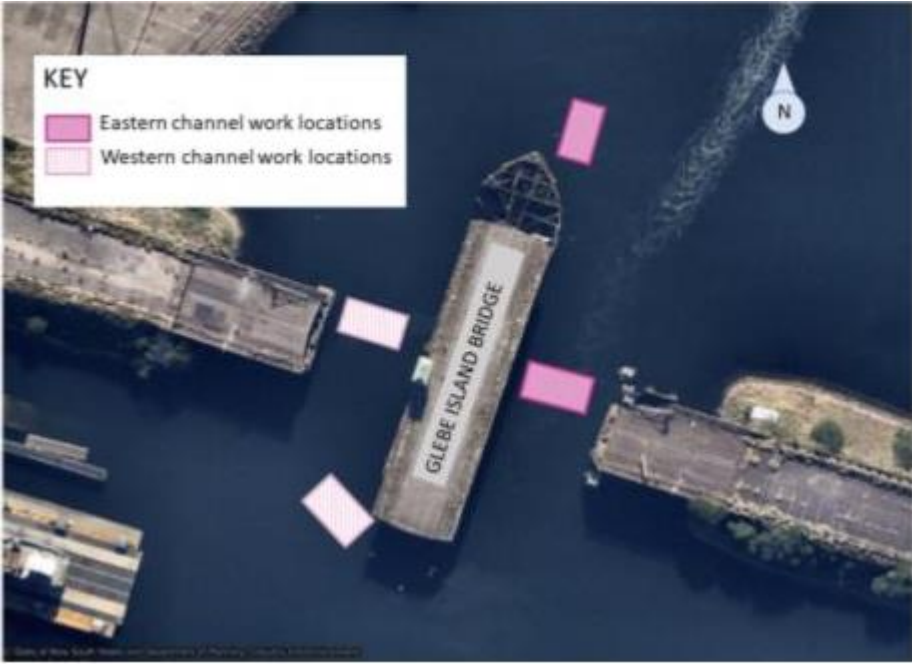 KEY
Eastern channel work locations
Western channel work locations
N
GLEBE ISLAND BRIDGE